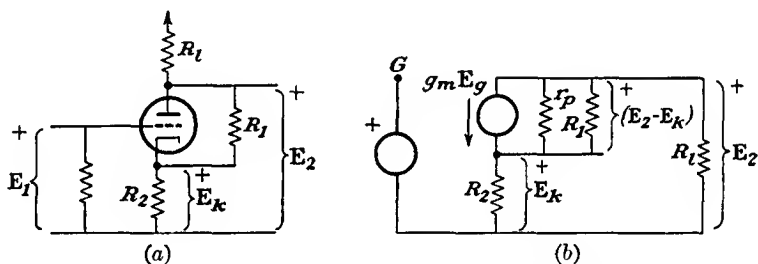 R_l
+
+
R_1
E_1
E_2
+
R_2
E_k
(a)
G
g_mE_g
+
r_p
R_1
+
(E_2-E_k)
+
R_l
E_2
+
R_2
E_k
(b)